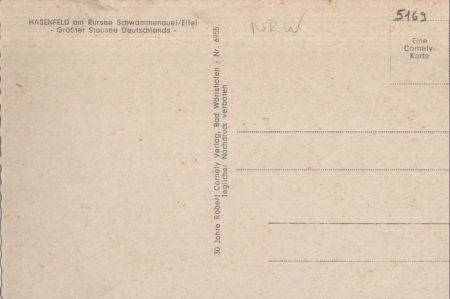 HASENFELD am Rursee Schwammenauel/Eifel
- Größter Stausee Deutschlands -
NRW
5169
Eine
Cornely-
Karte
30 Jahre Robert Cornely Verlag, Bad Wörishofen · Nr. 6955
Jeglicher Nachdruck verboten